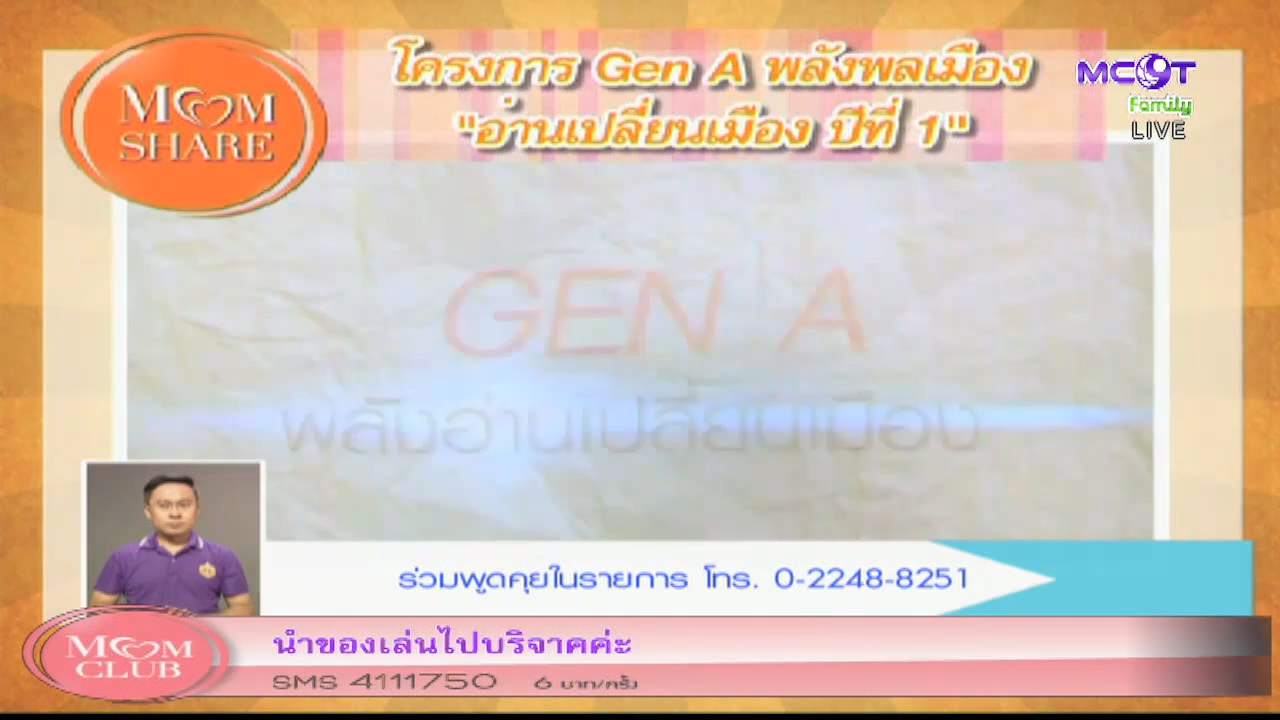 MOM
SHARE
โครงการ Gen A พลังพลเมือง
"อ่านเปลี่ยนเมือง ปีที่ 1"
MCOT
Family
LIVE
GEN A
พลังอ่านเปลี่ยนเมือง
ร่วมพูดคุยในรายการ โทร. 0-2248-8251
MOM
CLUB
นำของเล่นไปบริจาคค่ะ
SMS 4111750 6 บาท/ครั้ง